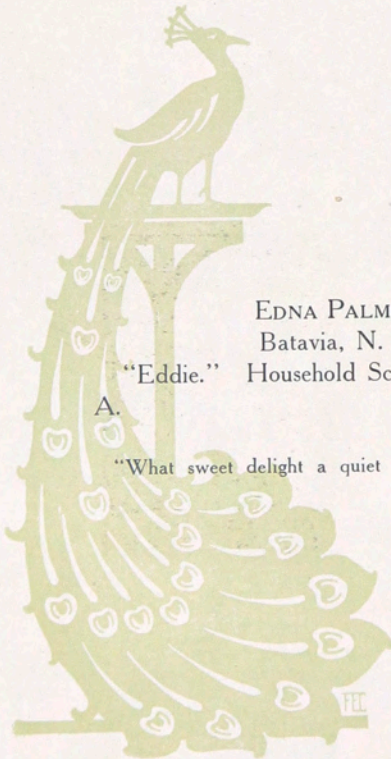 EDNA PALM
Batavia, N.
"Eddie." Household Sc
A.
"What sweet delight a quiet
FEC